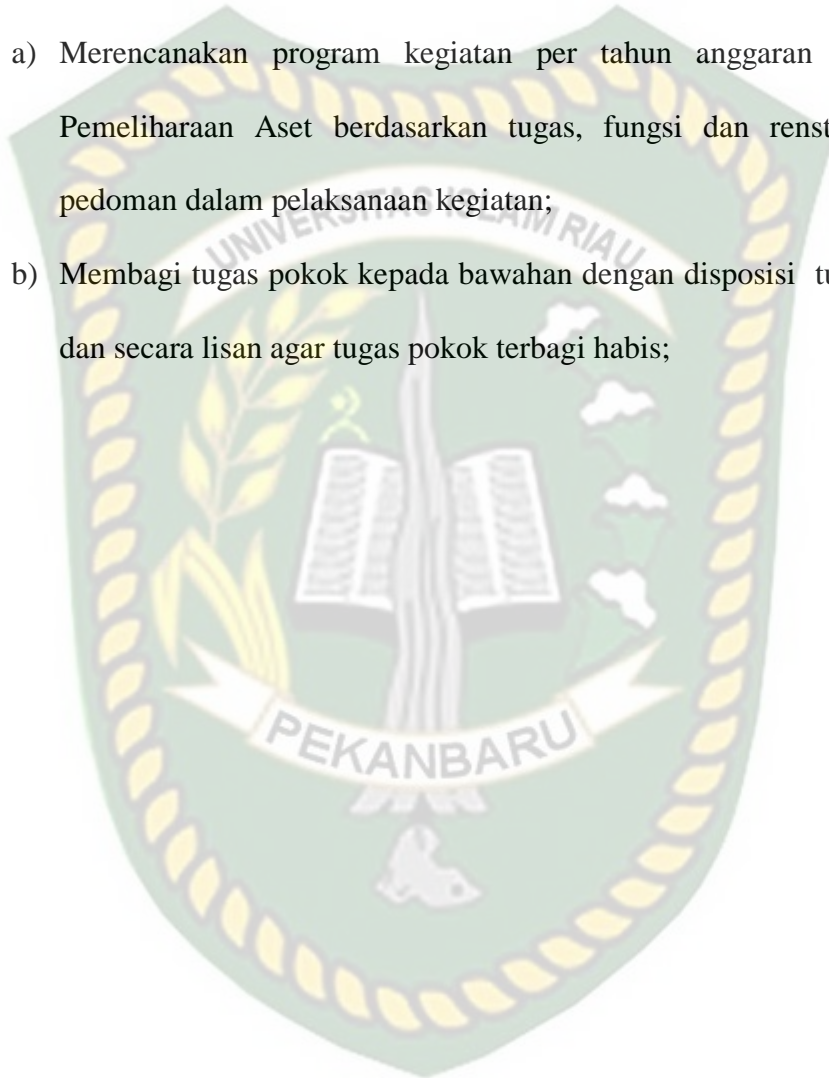 a) Merencanakan program kegiatan per tahun anggaran
Pemeliharaan Aset berdasarkan tugas, fungsi dan renst
pedoman dalam pelaksanaan kegiatan;
UNIVERSITAS ISLAM RIAU
b) Membagi tugas pokok kepada bawahan dengan disposisi tu
dan secara lisan agar tugas pokok terbagi habis;
PEKANBARU